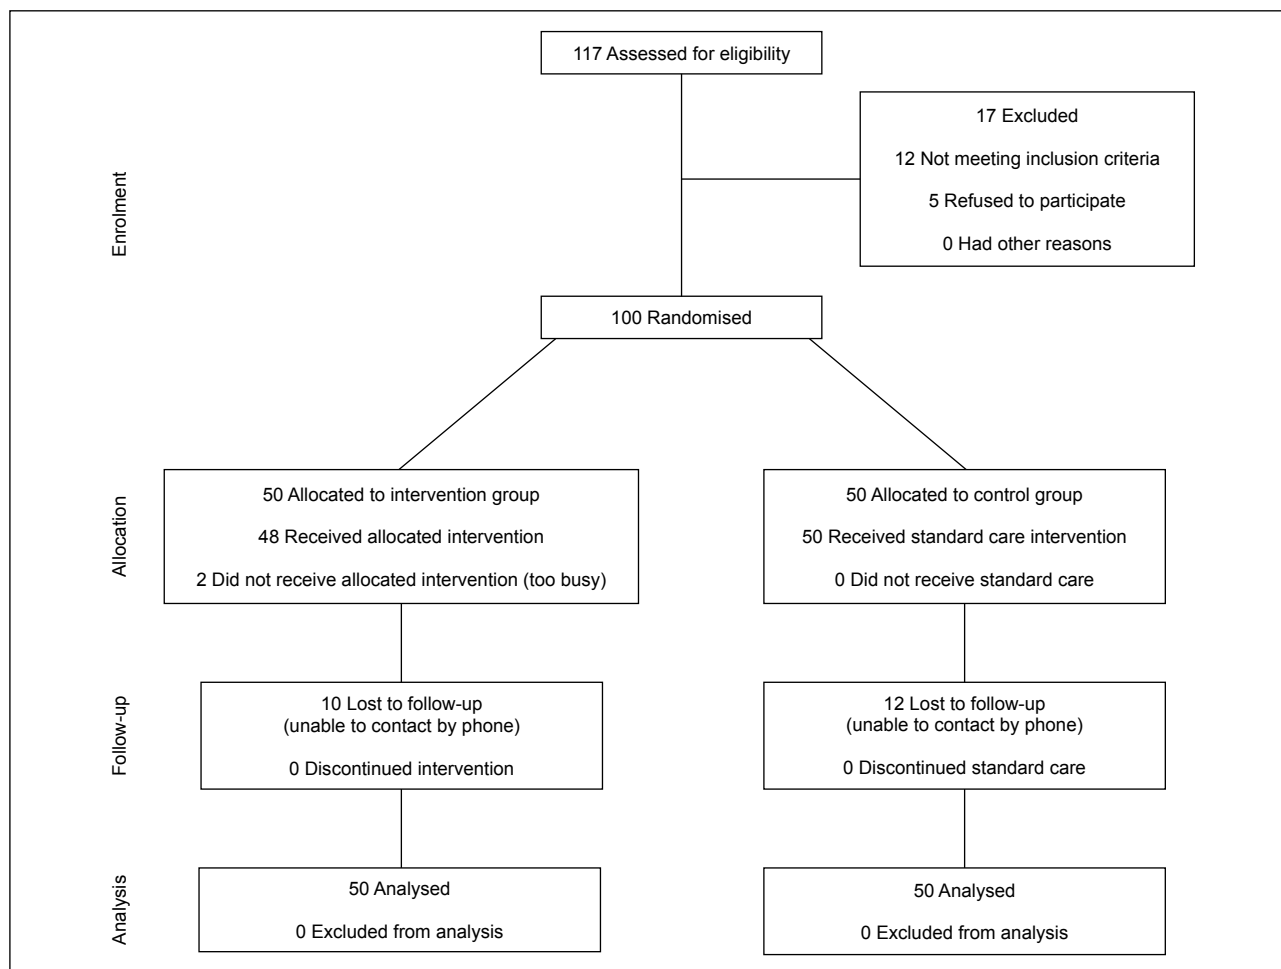 117 Assessed for eligibility
17 Excluded
12 Not meeting inclusion criteria
5 Refused to participate
0 Had other reasons
Enrolment
100 Randomised
Allocation
50 Allocated to intervention group
48 Received allocated intervention
2 Did not receive allocated intervention (too busy)
50 Allocated to control group
50 Received standard care intervention
0 Did not receive standard care
Follow-up
10 Lost to follow-up
(unable to contact by phone)
0 Discontinued intervention
12 Lost to follow-up
(unable to contact by phone)
0 Discontinued standard care
Analysis
50 Analysed
0 Excluded from analysis
50 Analysed
0 Excluded from analysis